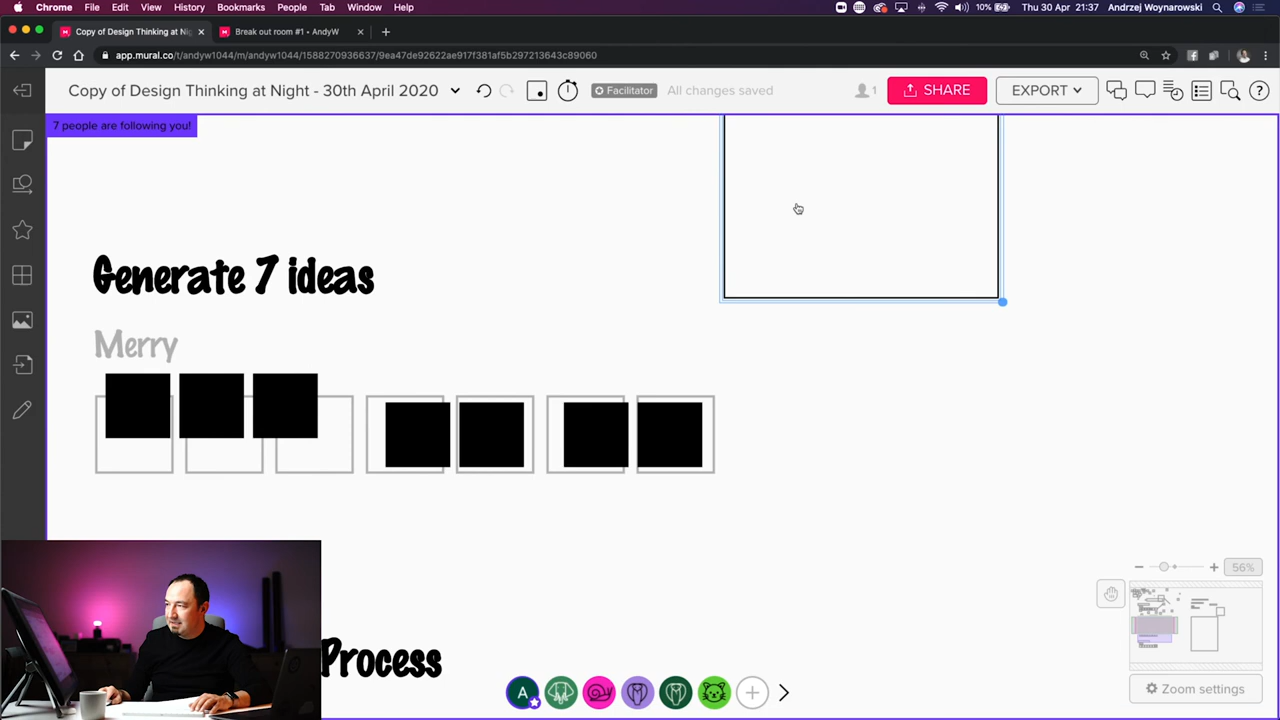 Chrome File Edit View History Bookmarks People Tab Window Help
10% Thu 30 Apr 21:37 Andrzej Woynarowski
Copy of Design Thinking at Nig
Break out room #1 • AndyW
app.mural.co/t/andyw1044/m/andyw1044/1588270936637/9ea47de92622ae917f381af5b297213c643c89060
Copy of Design Thinking at Night - 30th April 2020
Facilitator
All changes saved
1
SHARE
EXPORT
7 people are following you!
Generate 7 ideas
Merry
Process
56%
Zoom settings
A